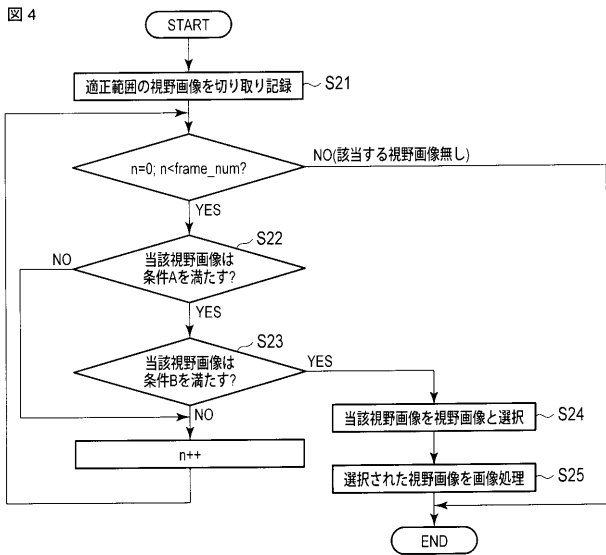 図 4
START
適正範囲の視野画像を切り取り記録
S21
n=0; n<frame_num?
NO(該当する視野画像無し)
YES
S22
当該視野画像は
条件Aを満たす?
NO
YES
S23
当該視野画像は
条件Bを満たす?
YES
NO
n++
当該視野画像を視野画像と選択
S24
選択された視野画像を画像処理
S25
END